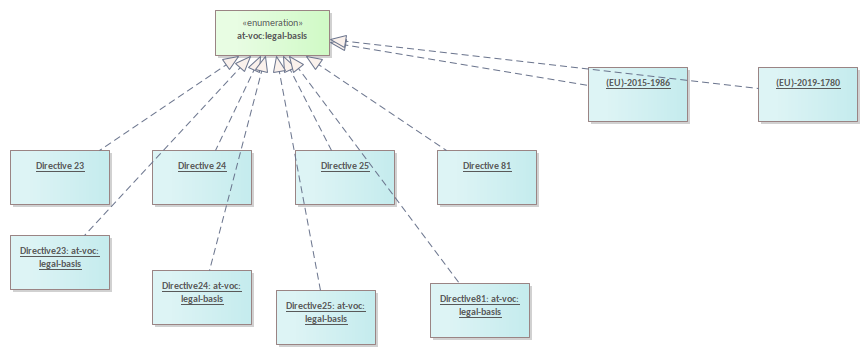 «enumeration»
at-voc:legal-basis
(EU)-2015-1986
(EU)-2019-1780
Directive 23
Directive 24
Directive 25
Directive 81
Directive23: at-voc:
legal-basis
Directive24: at-voc:
legal-basis
Directive25: at-voc:
legal-basis
Directive81: at-voc:
legal-basis